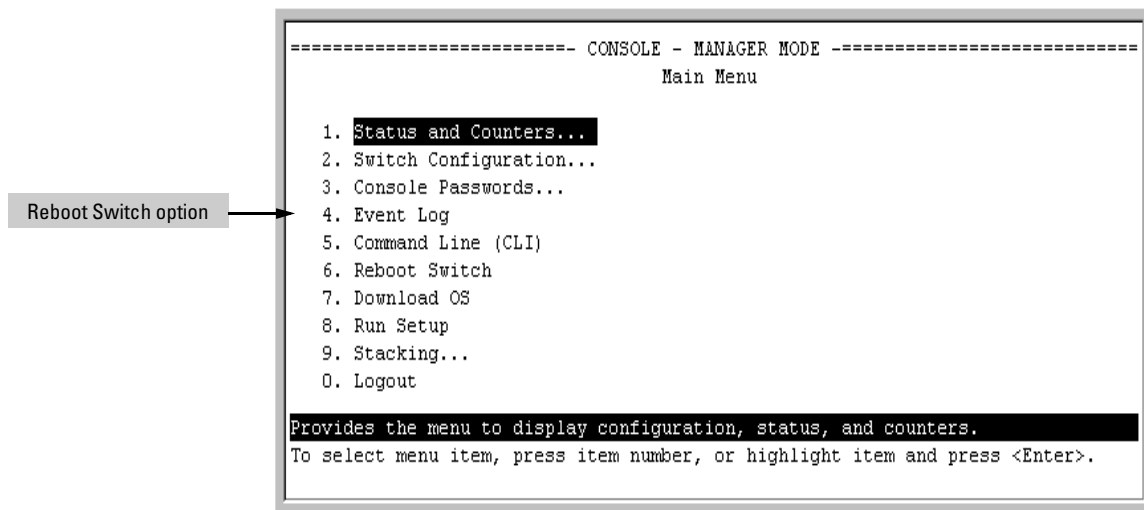 ==========================- CONSOLE - MANAGER MODE -============================
Main Menu
1. Status and Counters...
2. Switch Configuration...
3. Console Passwords...
Reboot Switch option
4. Event Log
5. Command Line (CLI)
6. Reboot Switch
7. Download OS
8. Run Setup
9. Stacking...
0. Logout
Provides the menu to display configuration, status, and counters.
To select menu item, press item number, or highlight item and press <Enter>.